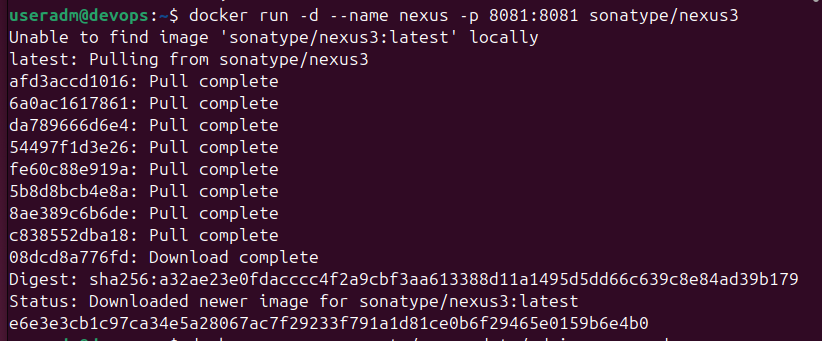 useradm@devops:~$ docker run -d --name nexus -p 8081:8081 sonatype/nexus3
Unable to find image 'sonatype/nexus3:latest' locally
latest: Pulling from sonatype/nexus3
afd3accd1016: Pull complete
6a0ac1617861: Pull complete
da789666d6e4: Pull complete
54497f1d3e26: Pull complete
fe60c88e919a: Pull complete
5b8d8bcb4e8a: Pull complete
8ae389c6b6de: Pull complete
c838552dba18: Pull complete
08dcd8a776fd: Download complete
Digest: sha256:a32ae23e0fdacccc4f2a9cbf3aa613388d11a1495d5dd66c639c8e84ad39b179
Status: Downloaded newer image for sonatype/nexus3:latest
e6e3e3cb1c97ca34e5a28067ac7f29233f791a1d81ce0b6f29465e0159b6e4b0